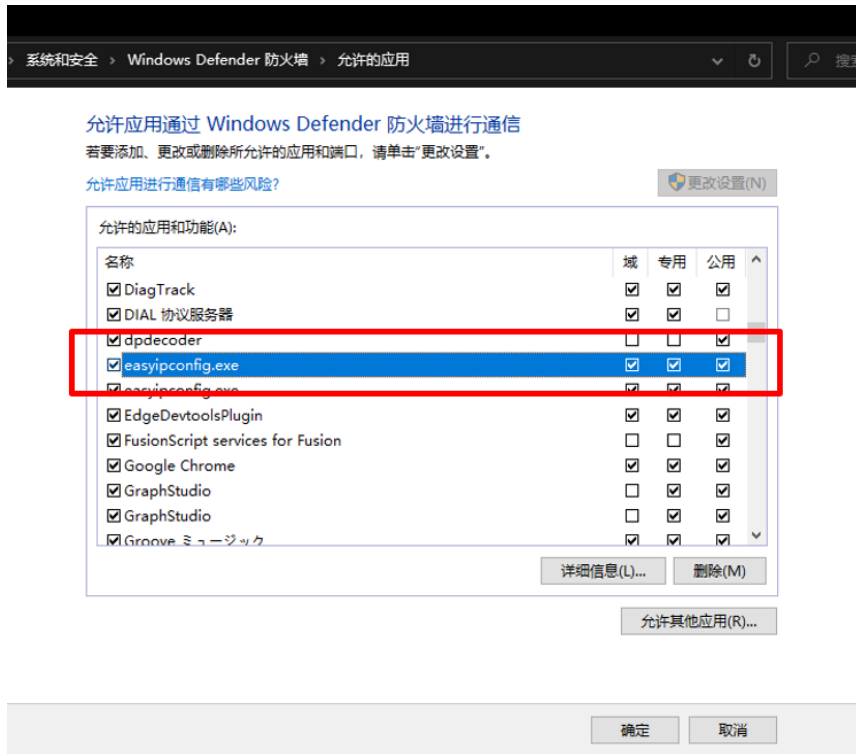 › 系统和安全 › Windows Defender 防火墙 › 允许的应用
允许应用通过 Windows Defender 防火墙进行通信
若要添加、更改或删除所允许的应用和端口，请单击"更改设置"。
允许应用进行通信有哪些风险?
更改设置(N)
允许的应用和功能(A):
名称 域 专用 公用
DiagTrack
DIAL 协议服务器
dpdecoder
easyipconfig.exe
easyipconfig.exe
EdgeDevtoolsPlugin
FusionScript services for Fusion
Google Chrome
GraphStudio
GraphStudio
Groove ミュージック
详细信息(L)... 删除(M)
允许其他应用(R)...
确定 取消